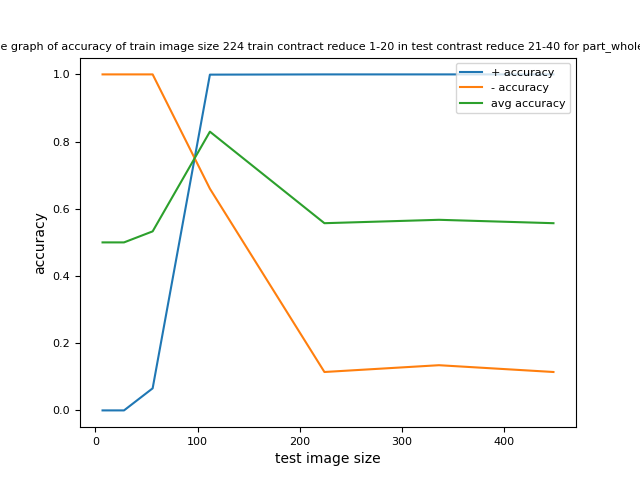 e graph of accuracy of train image size 224 train contract reduce 1-20 in test contrast reduce 21-40 for part_whole
+ accuracy
- accuracy
avg accuracy
accuracy
1.0
0.8
0.6
0.4
0.2
0.0
0
100
200
300
400
test image size